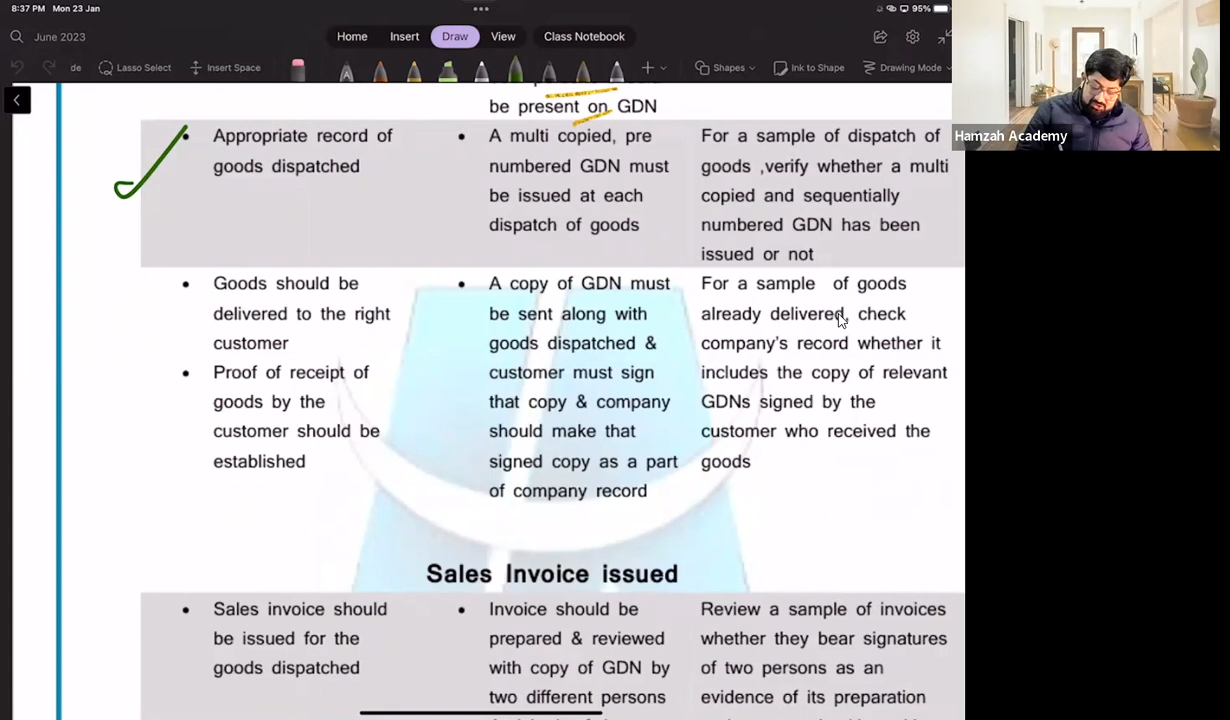 8:37 PM Mon 23 Jan
95%
June 2023
Home Insert Draw View Class Notebook
de Lasso Select Insert Space Shapes Ink to Shape Drawing Mode
Hamzah Academy
be present on GDN
• Appropriate record of
goods dispatched
• A multi copied, pre
numbered GDN must
be issued at each
dispatch of goods
For a sample of dispatch of
goods ,verify whether a multi
copied and sequentially
numbered GDN has been
issued or not
• Goods should be
delivered to the right
customer
• Proof of receipt of
goods by the
customer should be
established
• A copy of GDN must
be sent along with
goods dispatched &
customer must sign
that copy & company
should make that
signed copy as a part
of company record
For a sample of goods
already delivered, check
company's record whether it
includes the copy of relevant
GDNs signed by the
customer who received the
goods
Sales Invoice issued
• Sales invoice should
be issued for the
goods dispatched
• Invoice should be
prepared & reviewed
with copy of GDN by
two different persons
Review a sample of invoices
whether they bear signatures
of two persons as an
evidence of its preparation